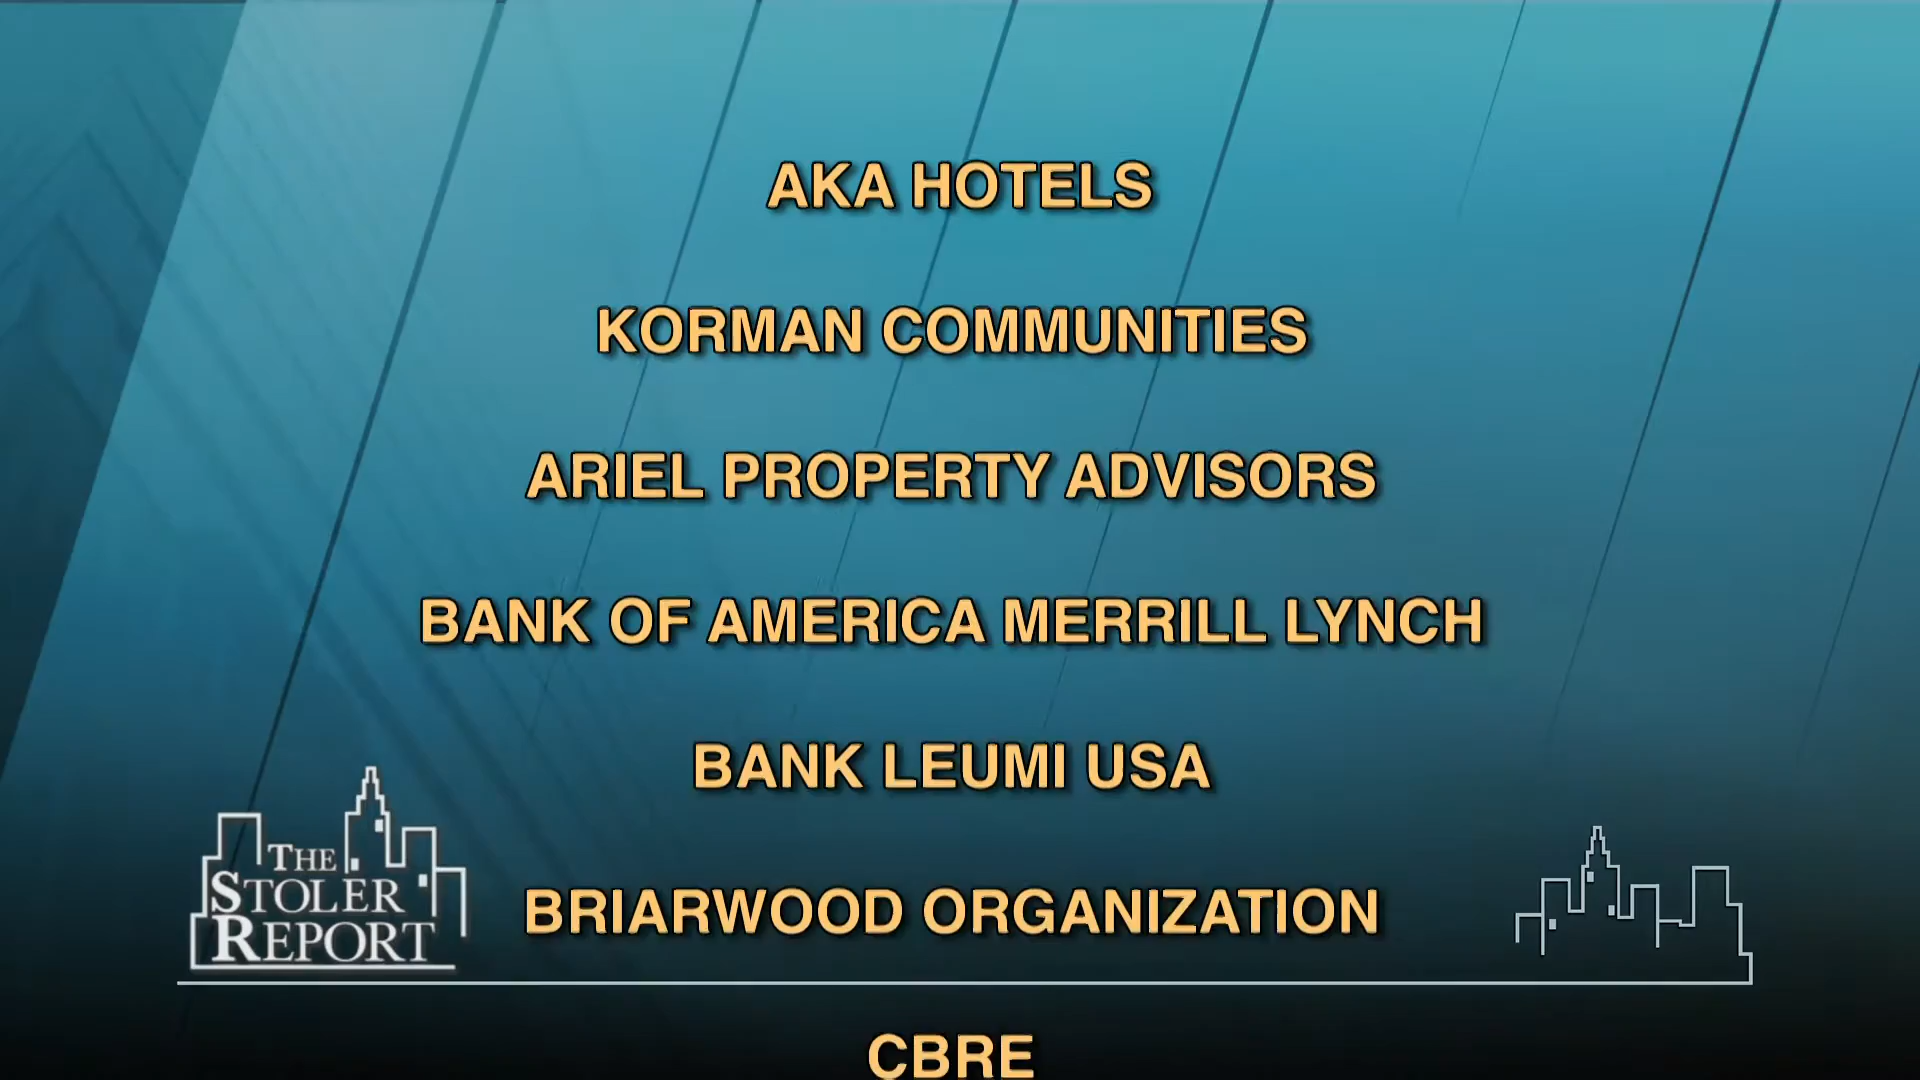 AKA HOTELS
KORMAN COMMUNITIES
ARIEL PROPERTY ADVISORS
BANK OF AMERICA MERRILL LYNCH
BANK LEUMI USA
THE
STOLER
REPORT
BRIARWOOD ORGANIZATION
CBRE